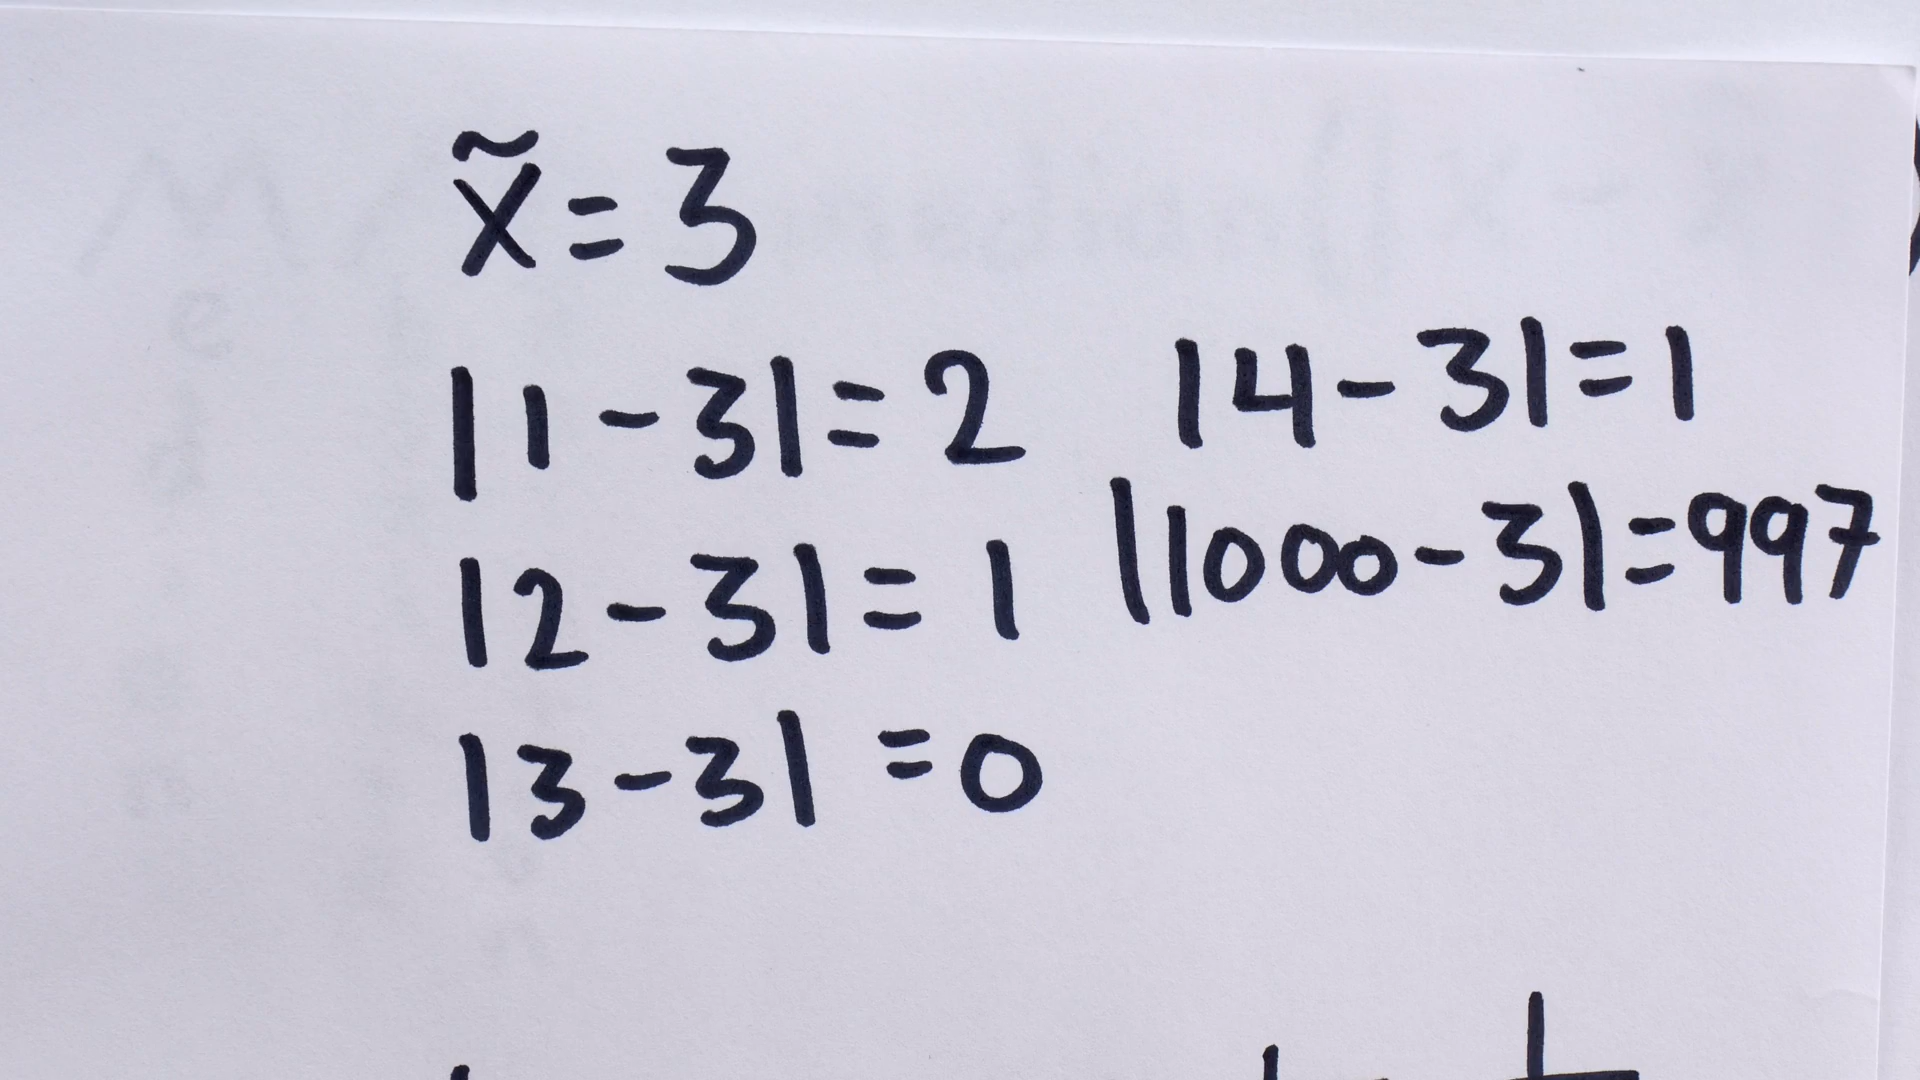 x̃ = 3
|1 - 3| = 2
|2 - 3| = 1
|3 - 3| = 0
|4 - 3| = 1
|1000 - 3| = 997